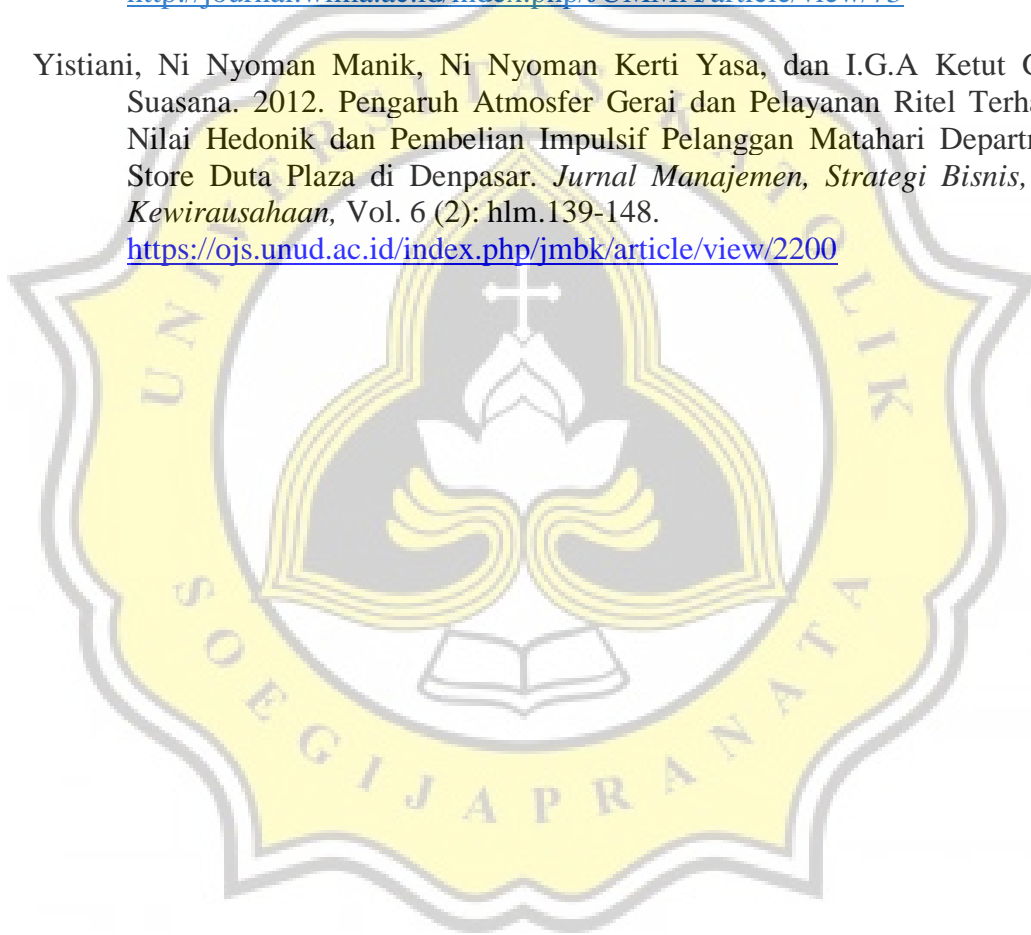 Yistiani, Ni Nyoman Manik, Ni Nyoman Kerti Yasa, dan I.G.A Ketut
Suasana. 2012. Pengaruh Atmosfer Gerai dan Pelayanan Ritel
Nilai Hedonik dan Pembelian Impulsif Pelanggan Matahari
Store Duta Plaza di Denpasar. Jurnal Manajemen, Strategi Bisnis,
Kewirausahaan, Vol. 6 (2): hlm.139-148.
https://ojs.unud.ac.id/index.php/jmbk/article/view/2200
UNIVERSITAS KATOLIK
SOEGIJAPRANATA